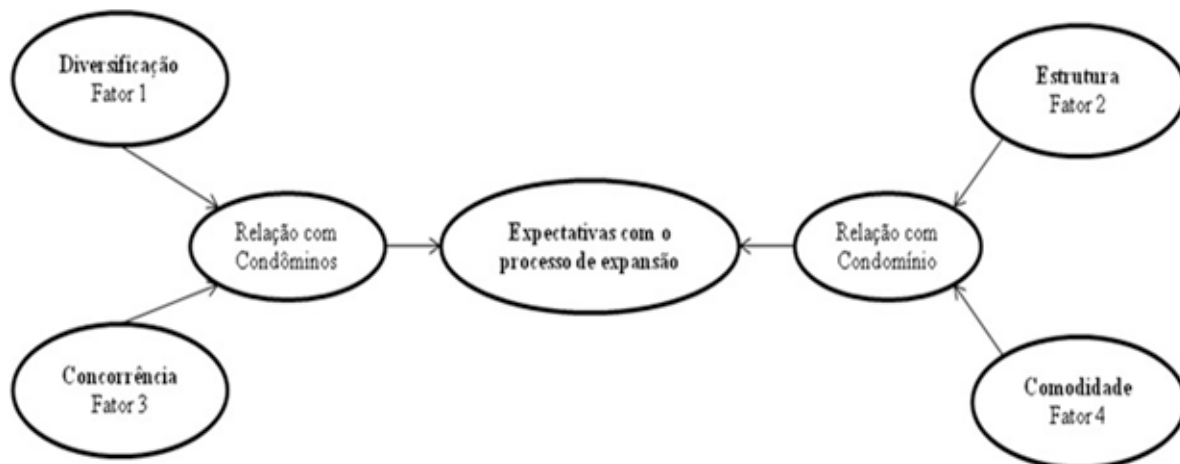 Diversificação
Fator 1
Estrutura
Fator 2
Relação com
Condôminos
Expectativas com o
processo de expansão
Relação com
Condomínio
Concorrência
Fator 3
Comodidade
Fator 4